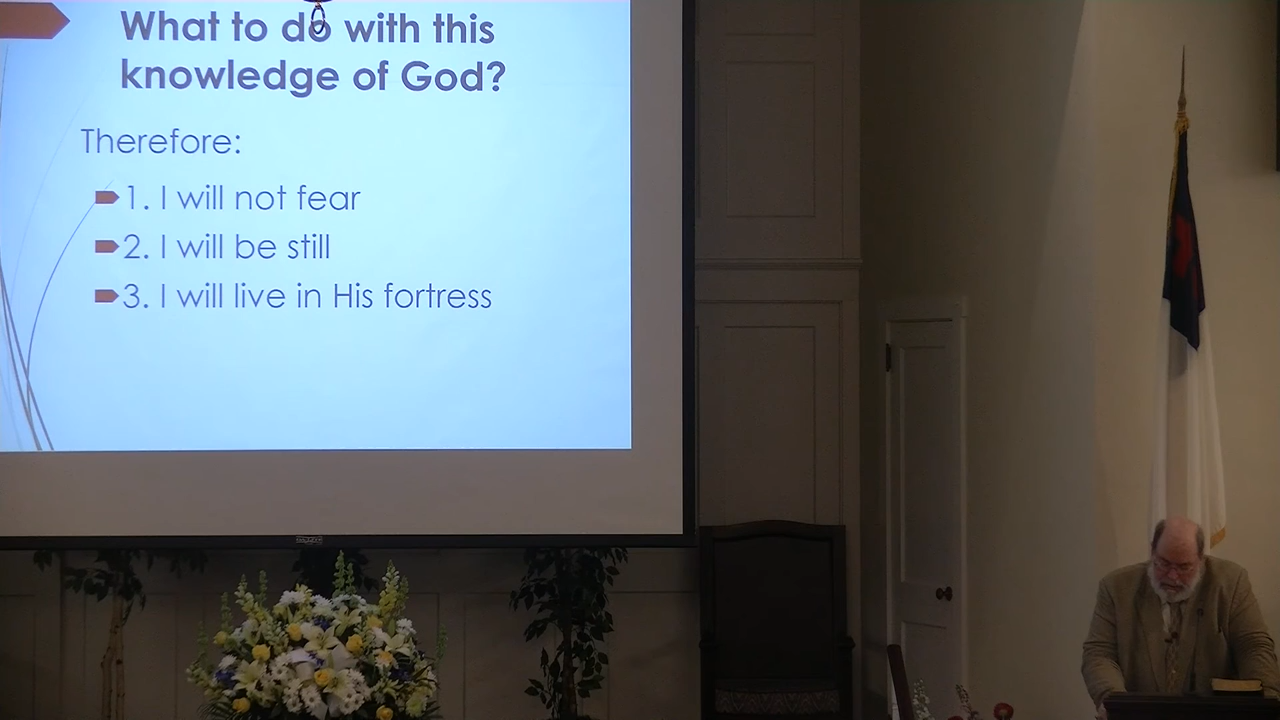 What to do with this
knowledge of God?
Therefore:
1. I will not fear
2. I will be still
3. I will live in His fortress